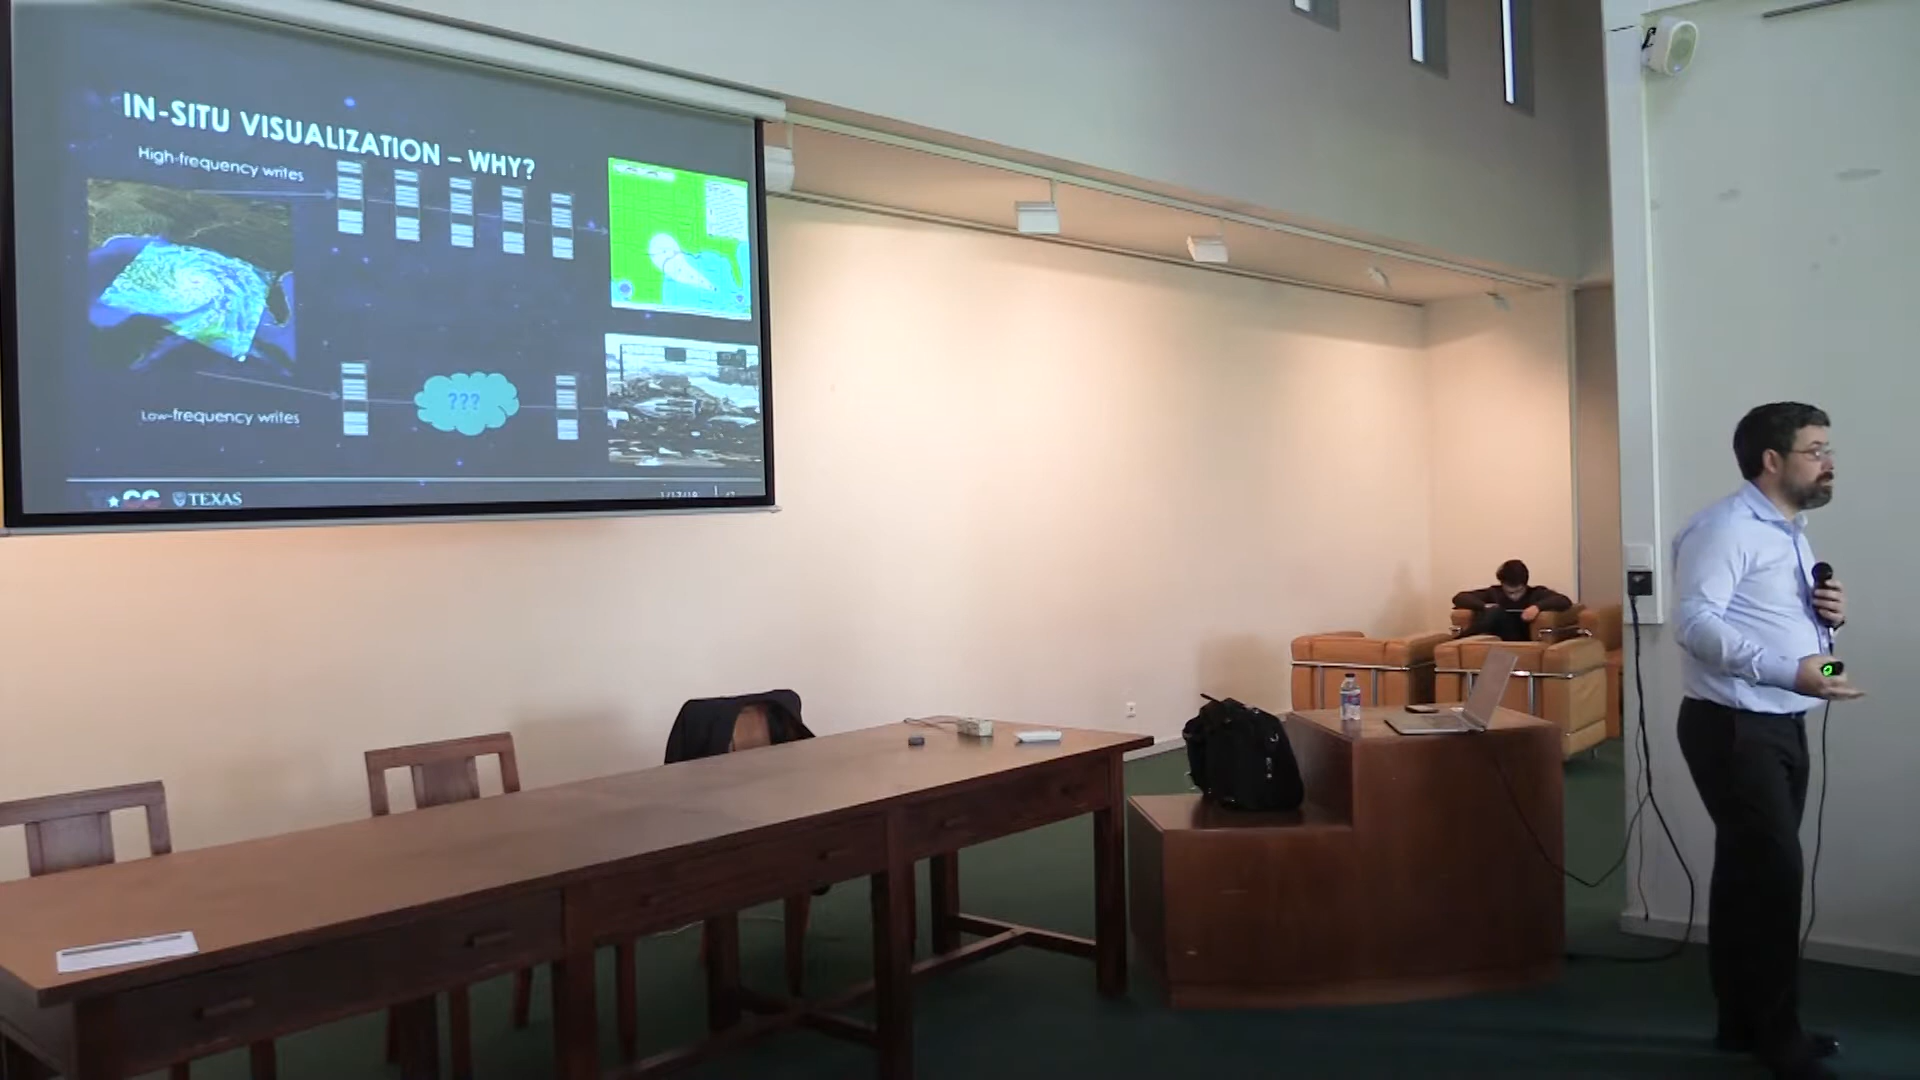 IN-SITU VISUALIZATION – WHY?
High-frequency writes
???
Low-frequency writes
TEXAS